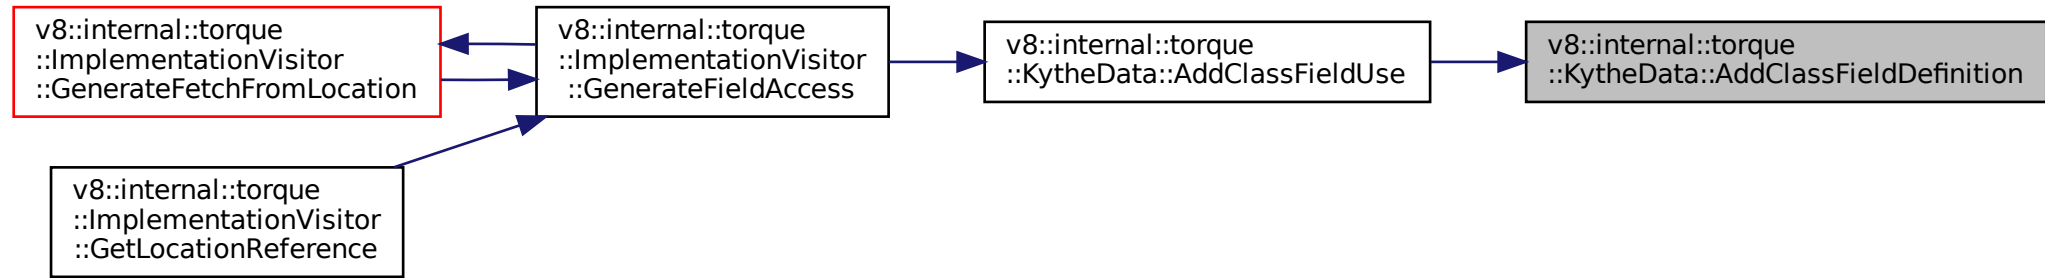 v8::internal::torque
::ImplementationVisitor
::GenerateFetchFromLocation
v8::internal::torque
::ImplementationVisitor
::GenerateFieldAccess
v8::internal::torque
::KytheData::AddClassFieldUse
v8::internal::torque
::KytheData::AddClassFieldDefinition
v8::internal::torque
::ImplementationVisitor
::GetLocationReference